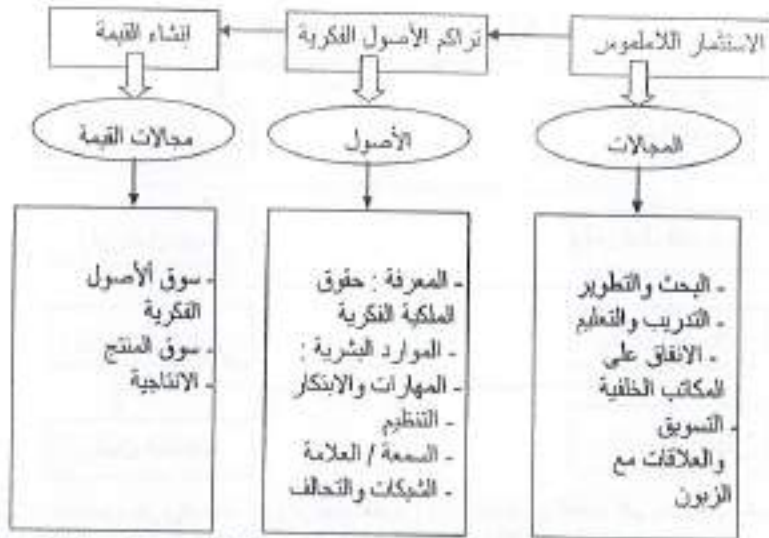 الاستثمار اللاملموس
تراكم الأصول الفكرية
إنشاء القيمة
المجالات
الأصول
مجالات القيمة
- البحث والتطوير
- التدريب والتعليم
- الانفاق على
المكاتب الخلفية
- التسويق
والعلاقات مع
الزبون
- المعرفة : حقوق
الملكية الفكرية
- الموارد البشرية :
المهارات والابتكار
- التنظيم
- السمعة / العلامة
- الشبكات والتحالف
- سوق الأصول
الفكرية
- سوق المنتج
- الانتاجية